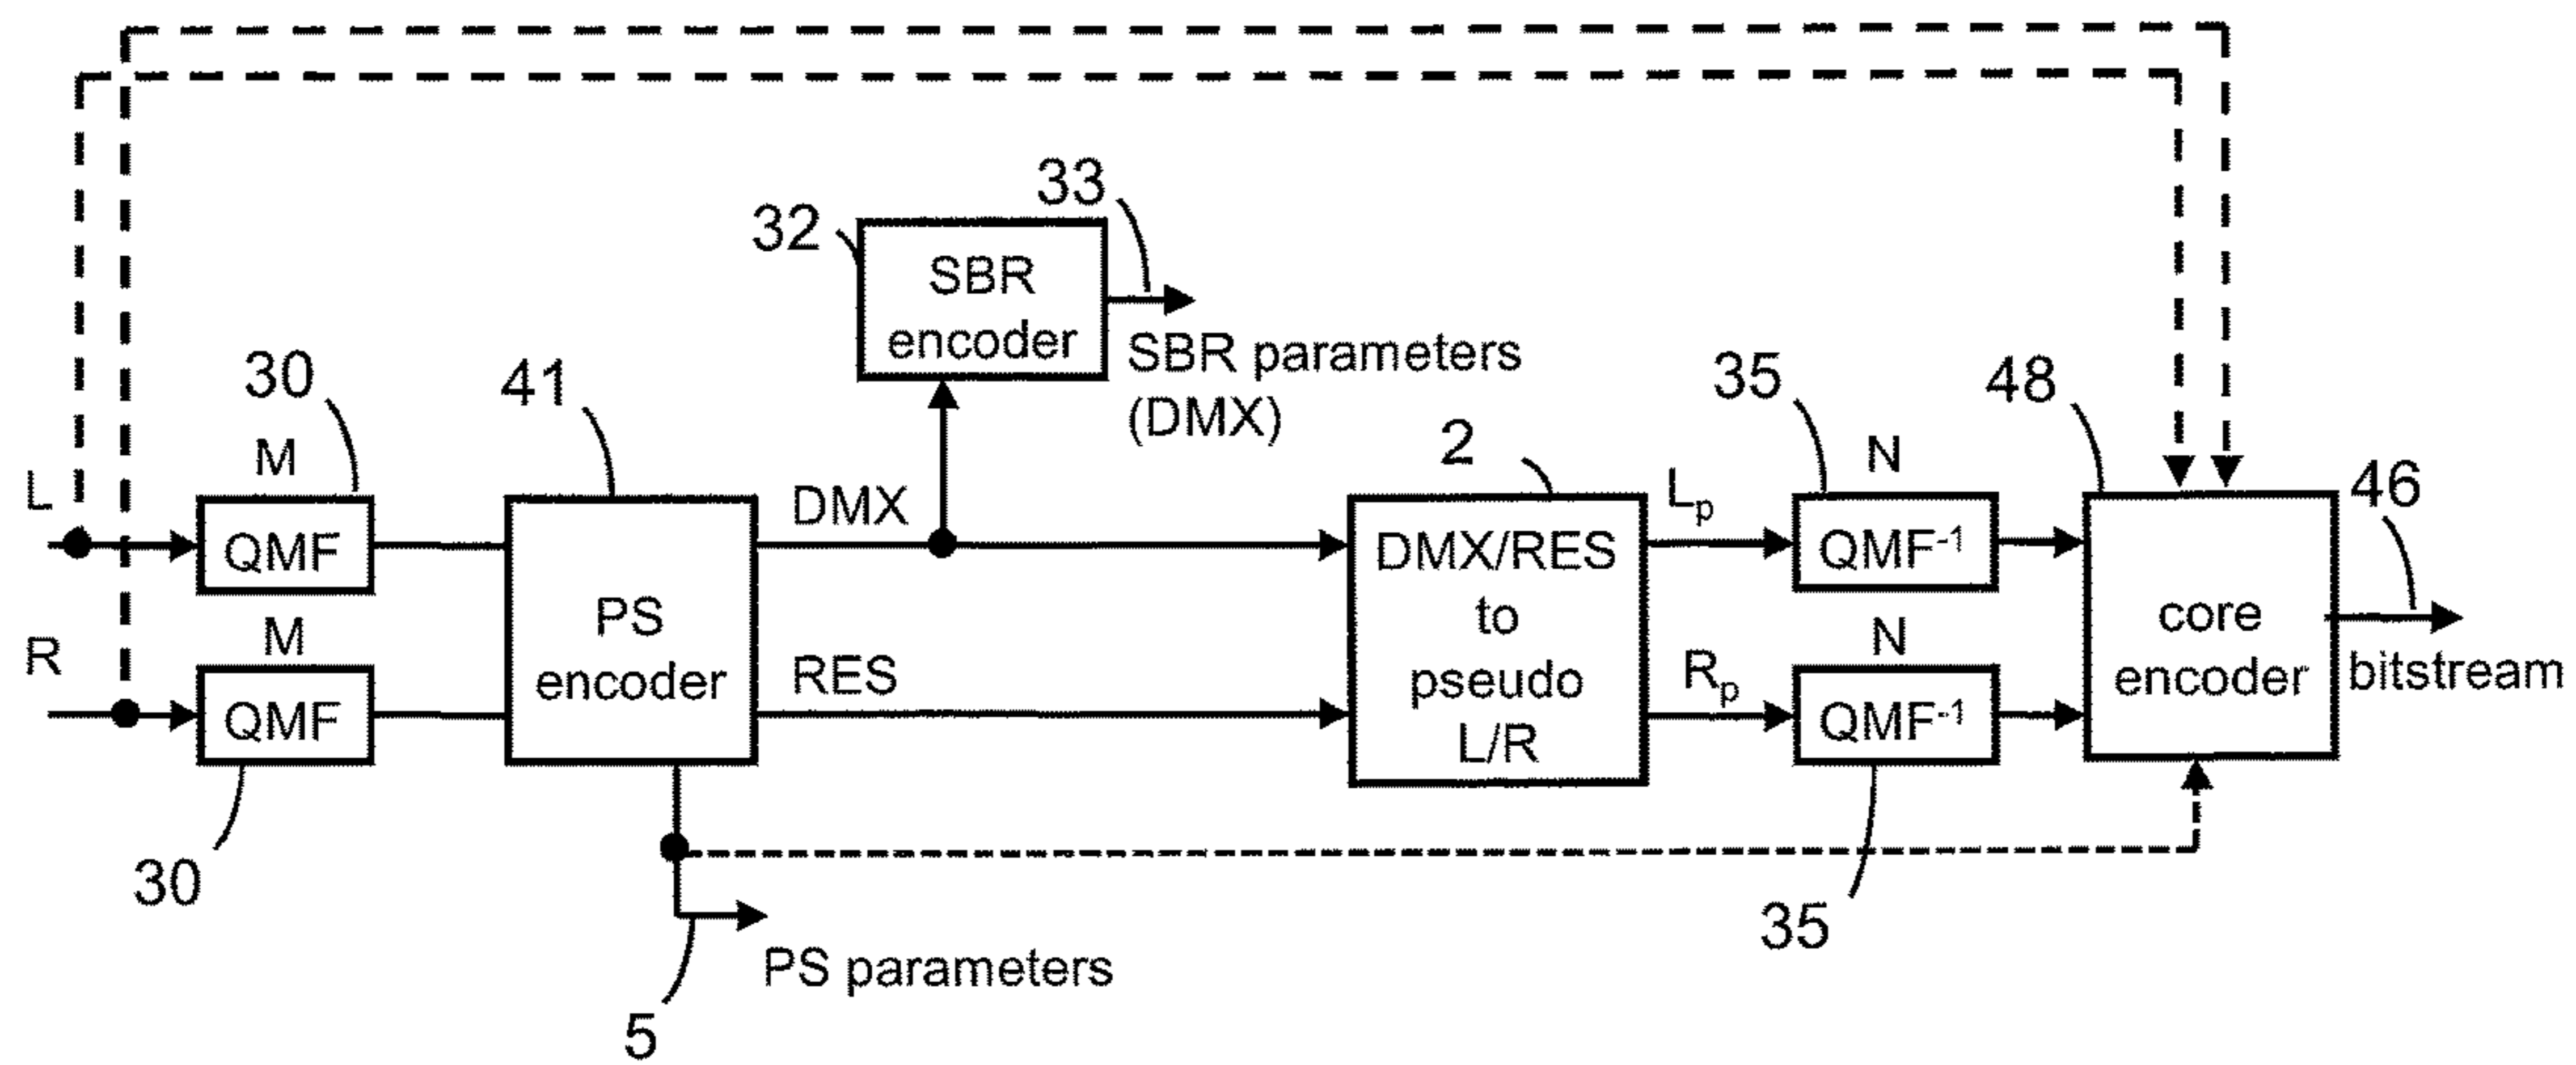 33
32
SBR
encoder
SBR parameters
(DMX)
30
41
35
48
M
2
N
46
L
QMF
DMX
DMX/RES
to
pseudo
L/R
Lp
QMF-1
core
encoder
bitstream
R
M
QMF
PS
encoder
RES
Rp
N
QMF-1
30
35
PS parameters
5